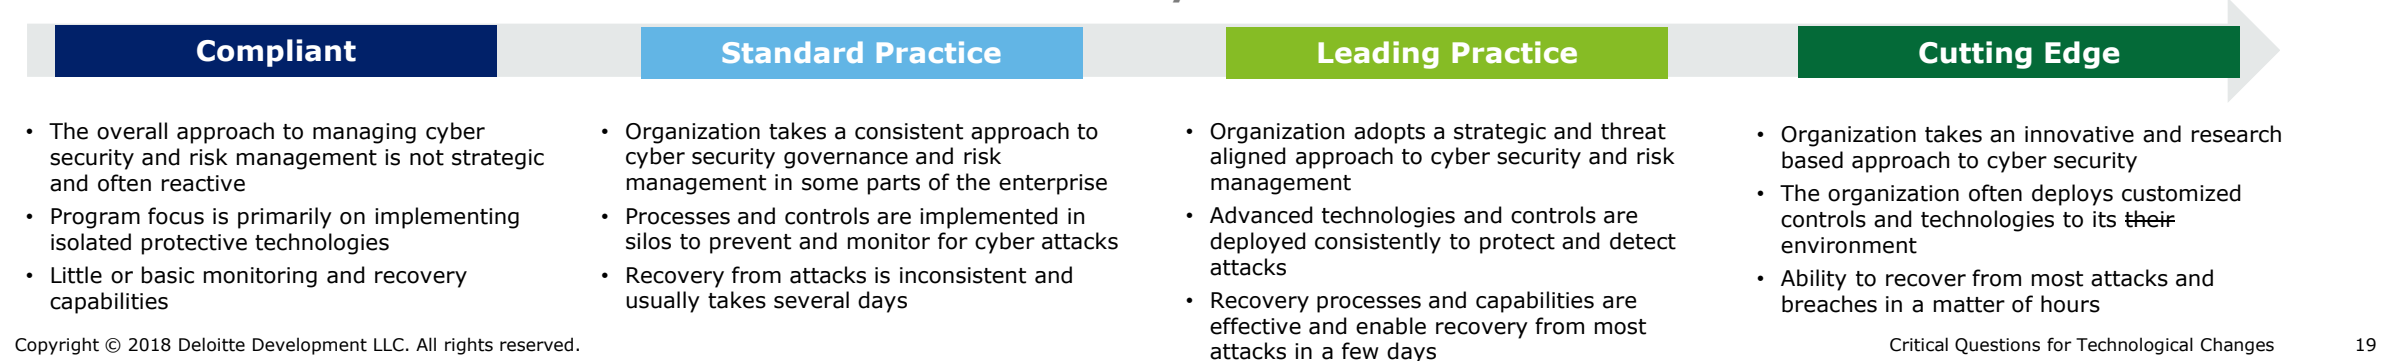 Compliant
• The overall approach to managing cyber
security and risk management is not strategic
and often reactive
• Program focus is primarily on implementing
isolated protective technologies
• Little or basic monitoring and recovery
capabilities
Standard Practice
• Organization takes a consistent approach to
cyber security governance and risk
management in some parts of the enterprise
• Processes and controls are implemented in
silos to prevent and monitor for cyber attacks
• Recovery from attacks is inconsistent and
usually takes several days
Leading Practice
• Organization adopts a strategic and threat
aligned approach to cyber security and risk
management
• Advanced technologies and controls are
deployed consistently to protect and detect
attacks
• Recovery processes and capabilities are
effective and enable recovery from most
attacks in a few days
Cutting Edge
• Organization takes an innovative and research
based approach to cyber security
• The organization often deploys customized
controls and technologies to its their
environment
• Ability to recover from most attacks and
breaches in a matter of hours
Copyright © 2018 Deloitte Development LLC. All rights reserved.
Critical Questions for Technological Changes 19